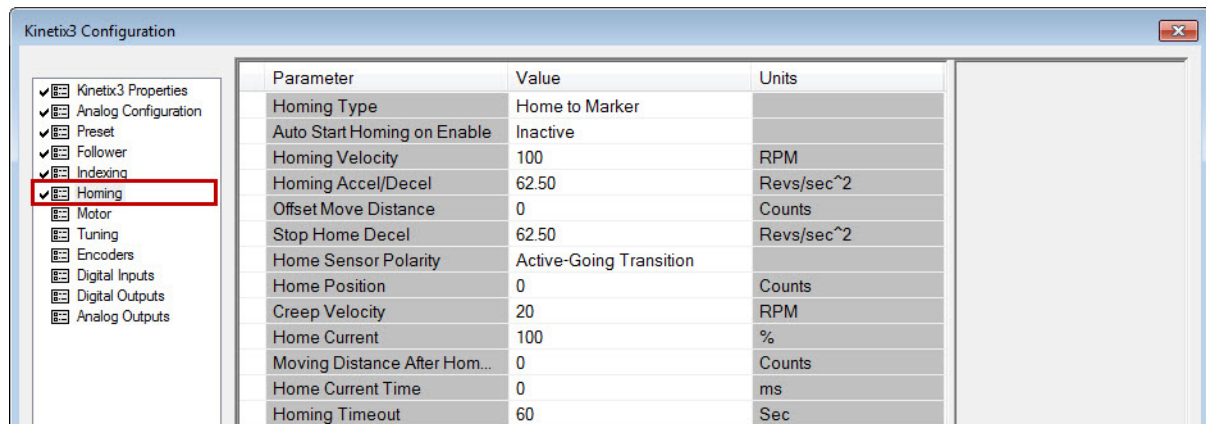 Kinetix3 Configuration
Kinetix3 Properties
Analog Configuration
Preset
Follower
Indexing
Homing
Motor
Tuning
Encoders
Digital Inputs
Digital Outputs
Analog Outputs
Parameter Value Units
Homing Type Home to Marker
Auto Start Homing on Enable Inactive
Homing Velocity 100 RPM
Homing Accel/Decel 62.50 Revs/sec^2
Offset Move Distance 0 Counts
Stop Home Decel 62.50 Revs/sec^2
Home Sensor Polarity Active-Going Transition
Home Position 0 Counts
Creep Velocity 20 RPM
Home Current 100 %
Moving Distance After Hom... 0 Counts
Home Current Time 0 ms
Homing Timeout 60 Sec